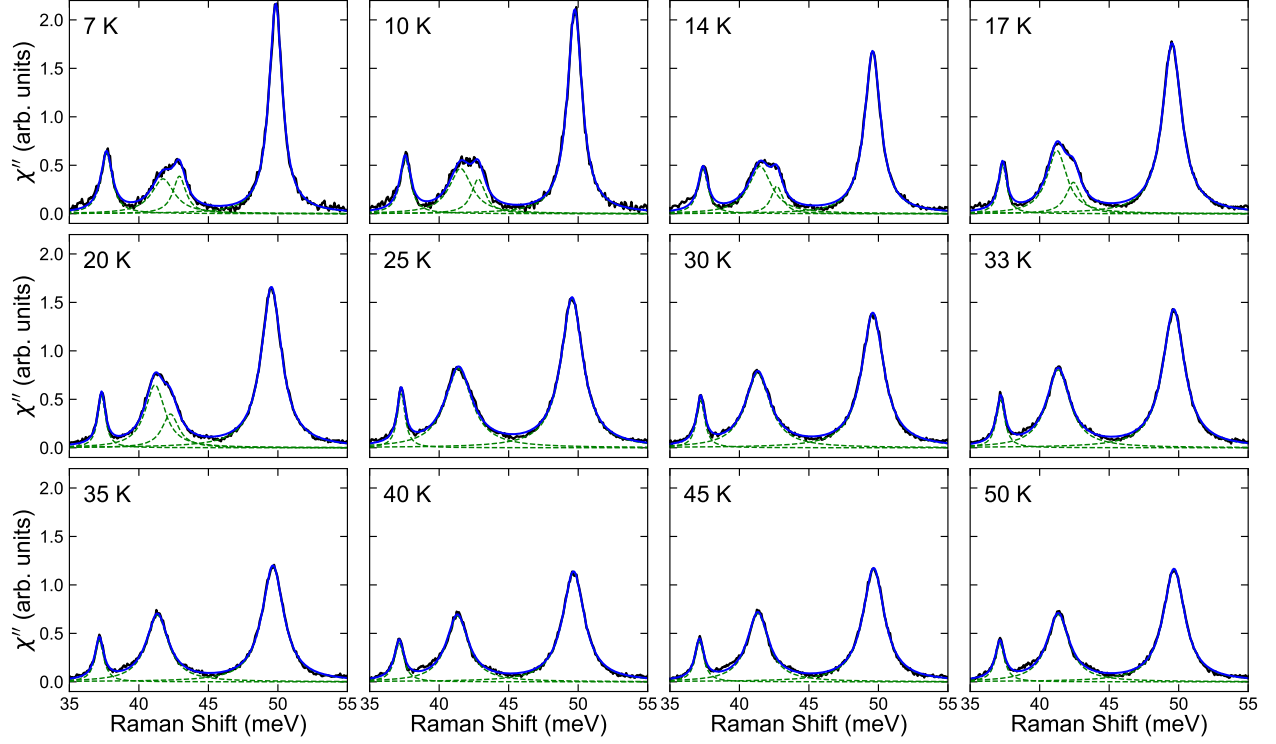 7 K
10 K
14 K
17 K
2.0
1.5
1.0
0.5
0.0
χ″ (arb. units)
20 K
25 K
30 K
33 K
2.0
1.5
1.0
0.5
0.0
χ″ (arb. units)
35 K
40 K
45 K
50 K
2.0
1.5
1.0
0.5
0.0
χ″ (arb. units)
35 40 45 50 55
35 40 45 50 55
35 40 45 50 55
35 40 45 50 55
Raman Shift (meV)
Raman Shift (meV)
Raman Shift (meV)
Raman Shift (meV)